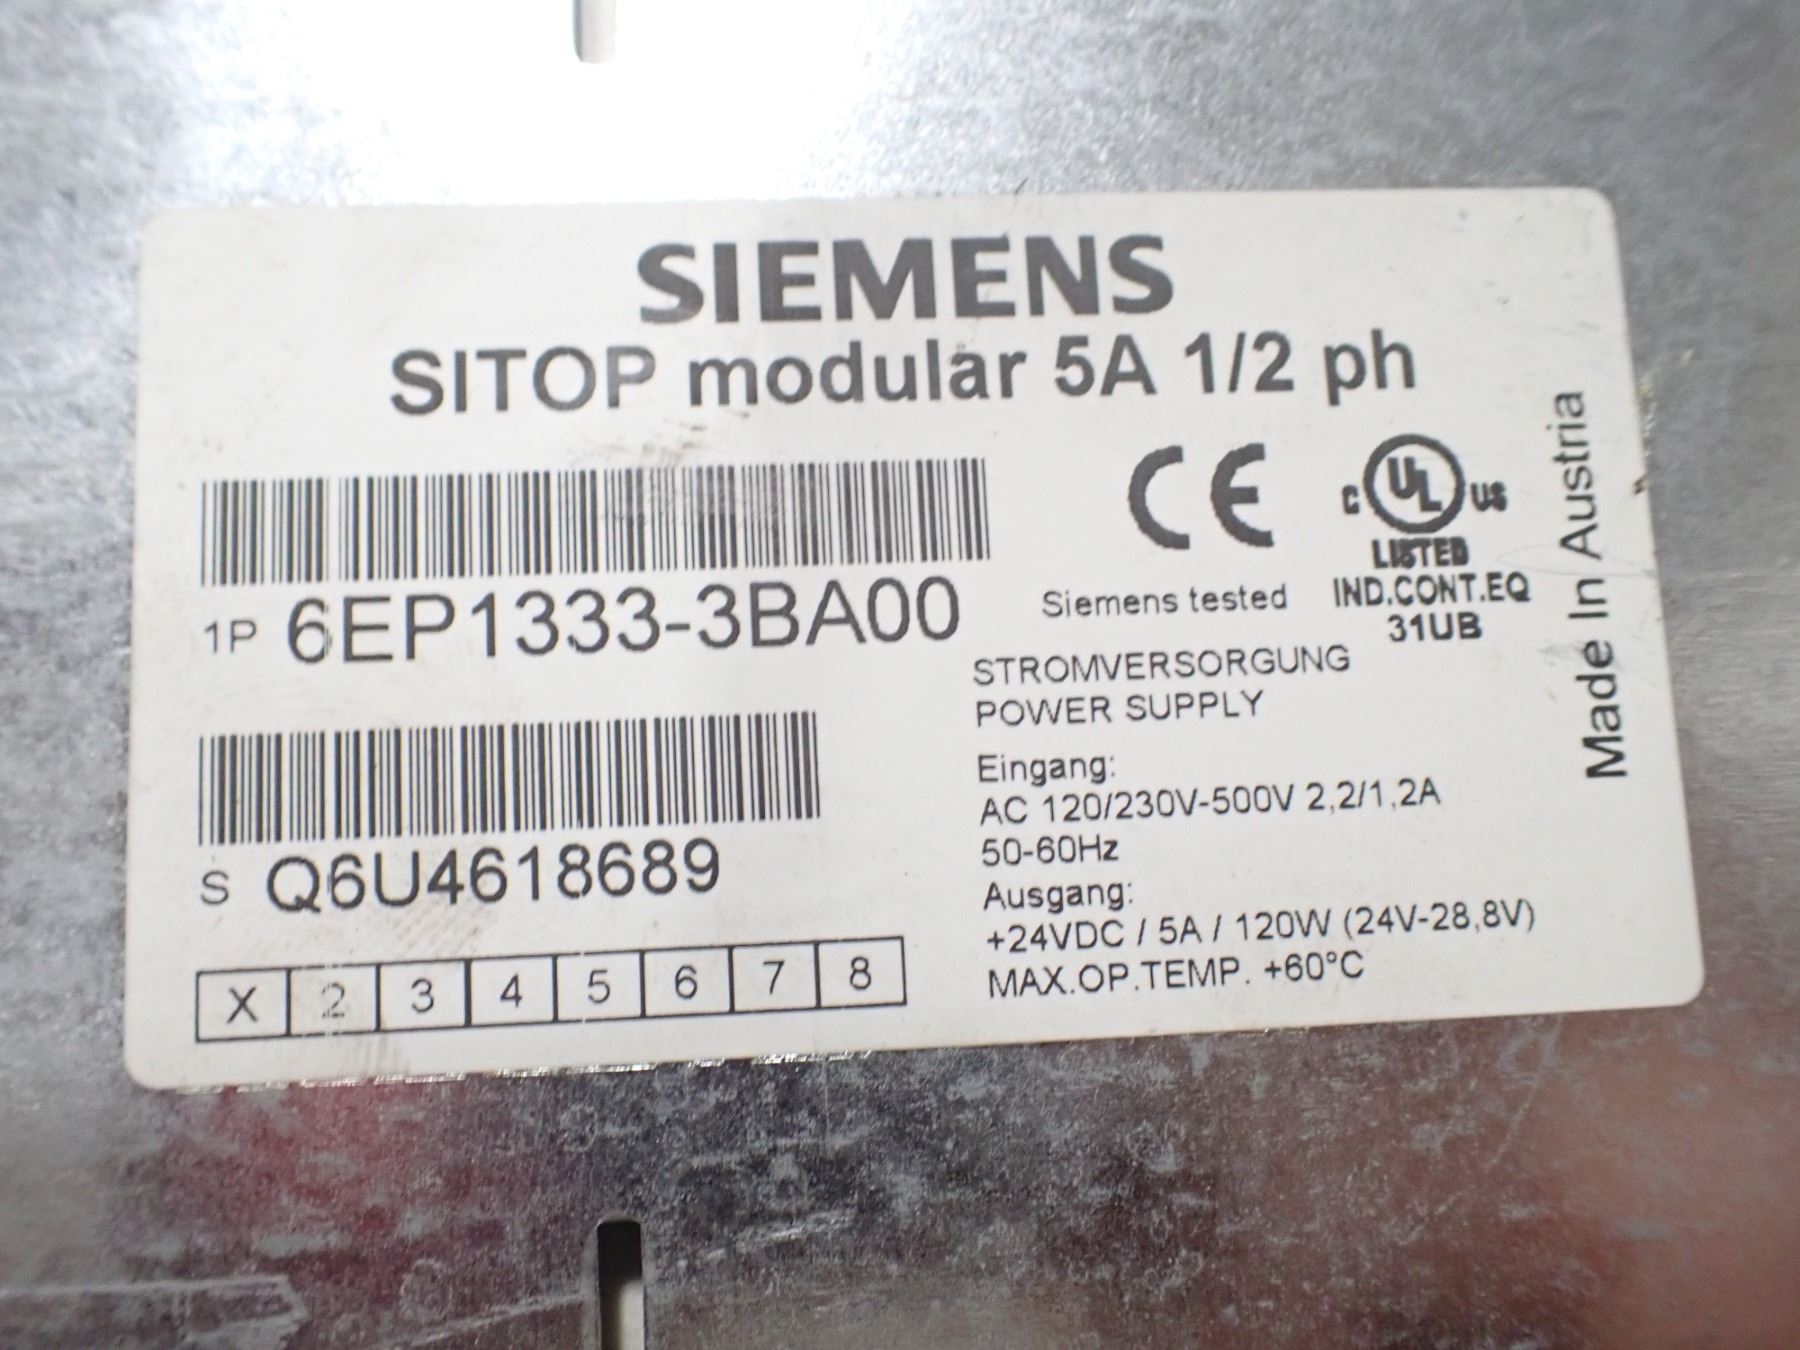 SIEMENS
SITOP modular 5A 1/2 ph
1P 6EP1333-3BA00
S Q6U4618689
X 2 3 4 5 6 7 8
CE
Siemens tested
C UL US
LISTED
IND.CONT.EQ
31UB
STROMVERSORGUNG
POWER SUPPLY
Eingang:
AC 120/230V-500V 2,2/1,2A
50-60Hz
Ausgang:
+24VDC / 5A / 120W (24V-28,8V)
MAX.OP.TEMP. +60°C
Made In Austria